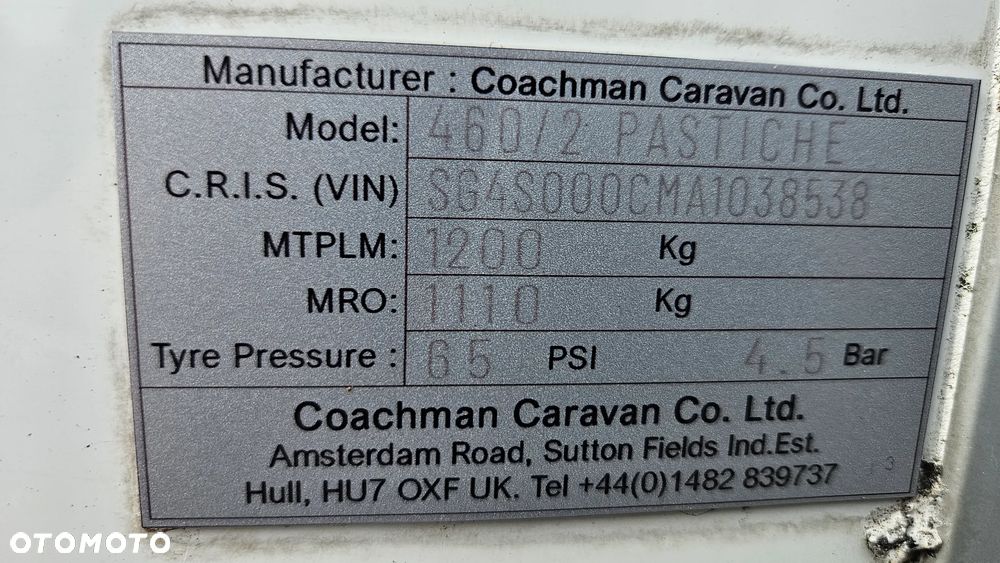 Manufacturer : Coachman Caravan Co. Ltd.
Model: 460/2 PASTICHE
C.R.I.S. (VIN) SG4S000CMA1038538
MTPLM: 1200 Kg
MRO: 1110 Kg
Tyre Pressure : 65 PSI 4.5 Bar
Coachman Caravan Co. Ltd.
Amsterdam Road, Sutton Fields Ind.Est.
Hull, HU7 OXF UK. Tel +44(0)1482 839737
3
OTOMOTO